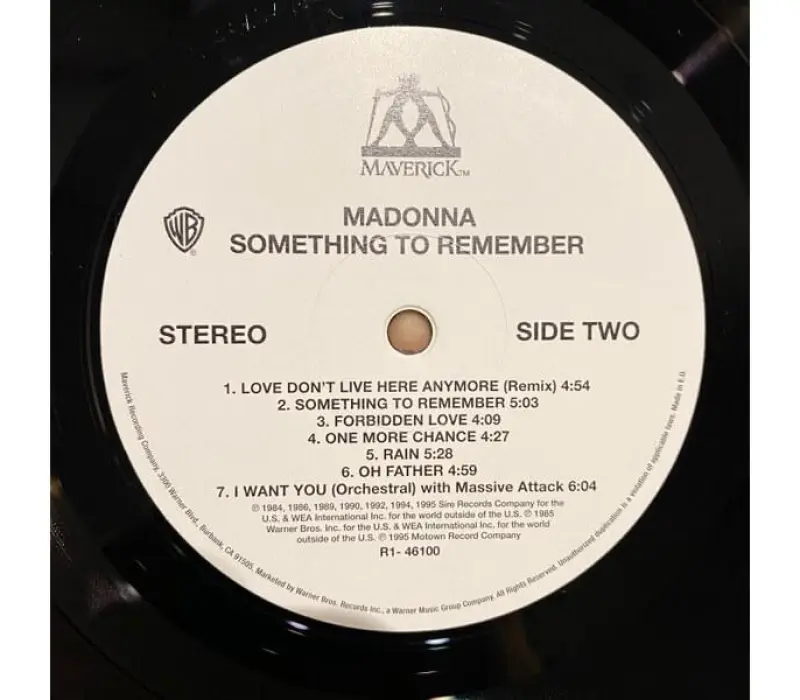 MAVERICK™
WB
®
MADONNA
SOMETHING TO REMEMBER
STEREO
SIDE TWO
1. LOVE DON'T LIVE HERE ANYMORE (Remix) 4:54
2. SOMETHING TO REMEMBER 5:03
3. FORBIDDEN LOVE 4:09
4. ONE MORE CHANCE 4:27
5. RAIN 5:28
6. OH FATHER 4:59
7. I WANT YOU (Orchestral) with Massive Attack 6:04
℗ 1984, 1986, 1989, 1990, 1992, 1994, 1995 Sire Records Company for the
U.S. & WEA International Inc. for the world outside of the U.S. ℗ 1985
Warner Bros. Inc. for the U.S. & WEA International Inc. for the world
outside of the U.S. ℗ 1995 Motown Record Company
R1- 46100
Maverick Recording Company, 3300 Warner Blvd., Burbank, CA 91505. Marketed by Warner Bros. Records Inc., a Warner Music Group Company. All Rights Reserved. Unauthorized duplication is a violation of applicable laws. Made in E.U.